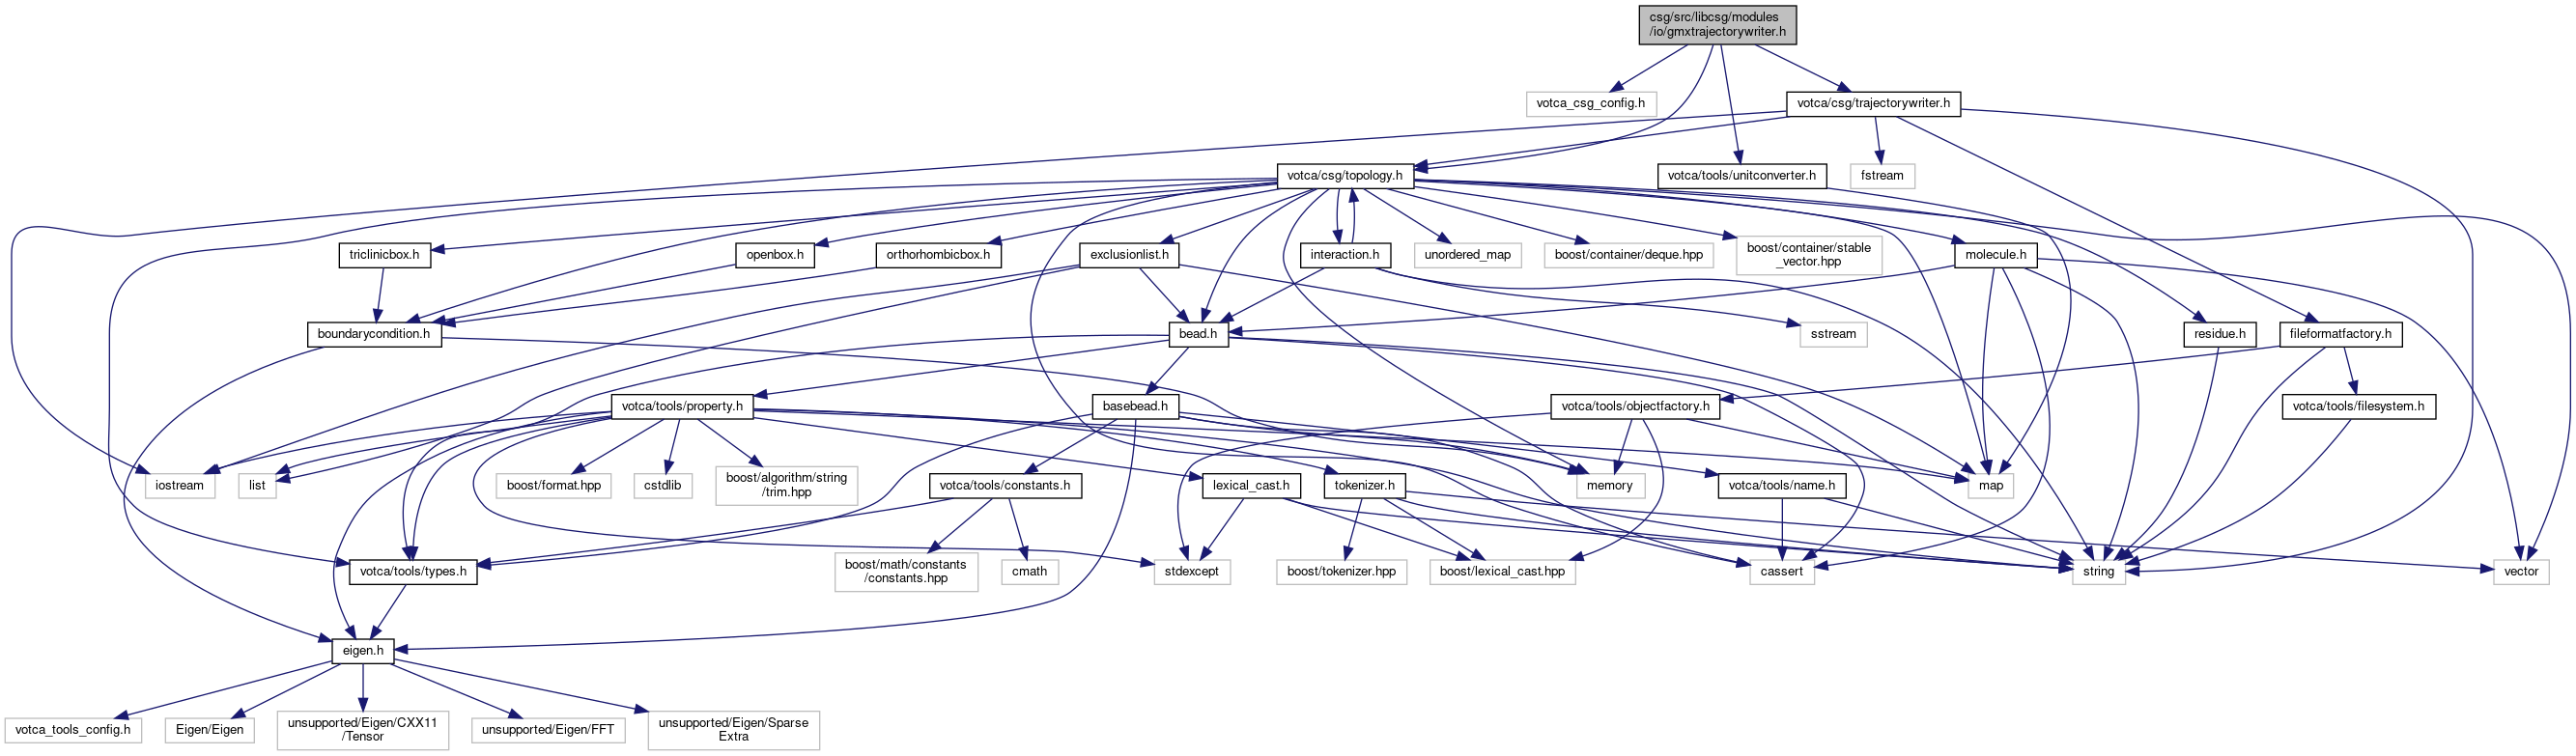 csg/src/libcsg/modules
/io/gmxtrajectorywriter.h
votca_csg_config.h
votca/csg/trajectorywriter.h
votca/csg/topology.h
votca/tools/unitconverter.h
fstream
triclinicbox.h
openbox.h
orthorhombicbox.h
exclusionlist.h
interaction.h
unordered_map
boost/container/deque.hpp
boost/container/stable
_vector.hpp
molecule.h
boundarycondition.h
bead.h
sstream
residue.h
fileformatfactory.h
votca/tools/property.h
basebead.h
votca/tools/objectfactory.h
votca/tools/filesystem.h
iostream
list
boost/format.hpp
cstdlib
boost/algorithm/string
/trim.hpp
votca/tools/constants.h
lexical_cast.h
tokenizer.h
memory
votca/tools/name.h
map
votca/tools/types.h
boost/math/constants
/constants.hpp
cmath
stdexcept
boost/tokenizer.hpp
boost/lexical_cast.hpp
cassert
string
vector
eigen.h
votca_tools_config.h
Eigen/Eigen
unsupported/Eigen/CXX11
/Tensor
unsupported/Eigen/FFT
unsupported/Eigen/Sparse
Extra